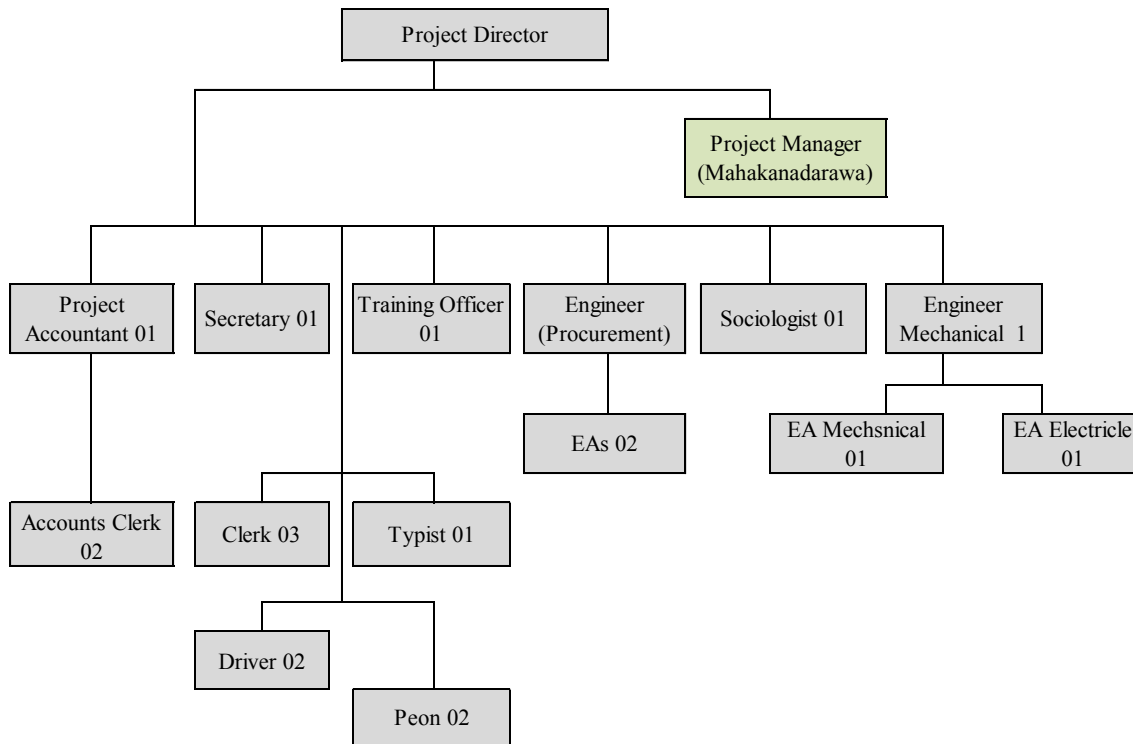 Project Director
Project Manager
(Mahakanadarawa)
Project
Accountant 01
Secretary 01
Training Officer
01
Engineer
(Procurement)
Sociologist 01
Engineer
Mechanical 1
EAs 02
EA Mechsnical
01
EA Electricle
01
Accounts Clerk
02
Clerk 03
Typist 01
Driver 02
Peon 02